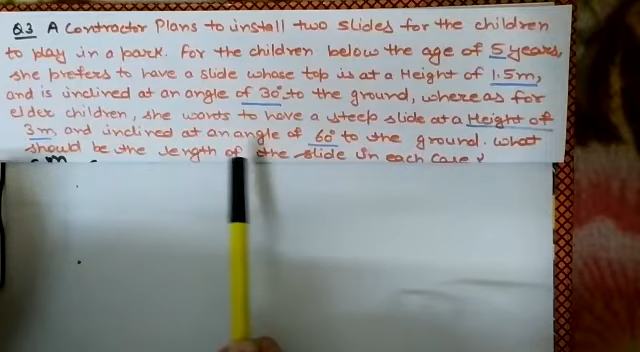 Q.3 A Contractor Plans to install two slides for the children
to play in a park. For the children below the age of 5 years,
she prefers to have a slide whose top is at a Height of 1.5m,
and is inclined at an angle of 30° to the ground, whereas for
elder children, she wants to have a steep slide at a Height of
3m, and inclined at an angle of 60° to the ground. what
should be the length of the slide in each case?